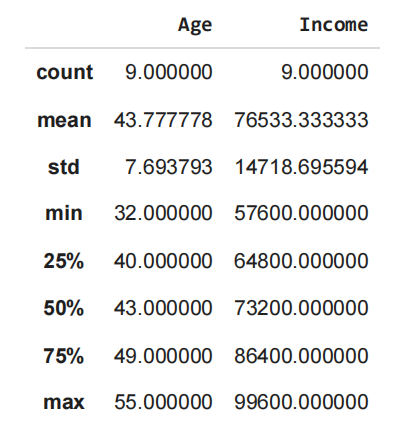 Age Income
count 9.000000 9.000000
mean 43.777778 76533.333333
std 7.693793 14718.695594
min 32.000000 57600.000000
25% 40.000000 64800.000000
50% 43.000000 73200.000000
75% 49.000000 86400.000000
max 55.000000 99600.000000